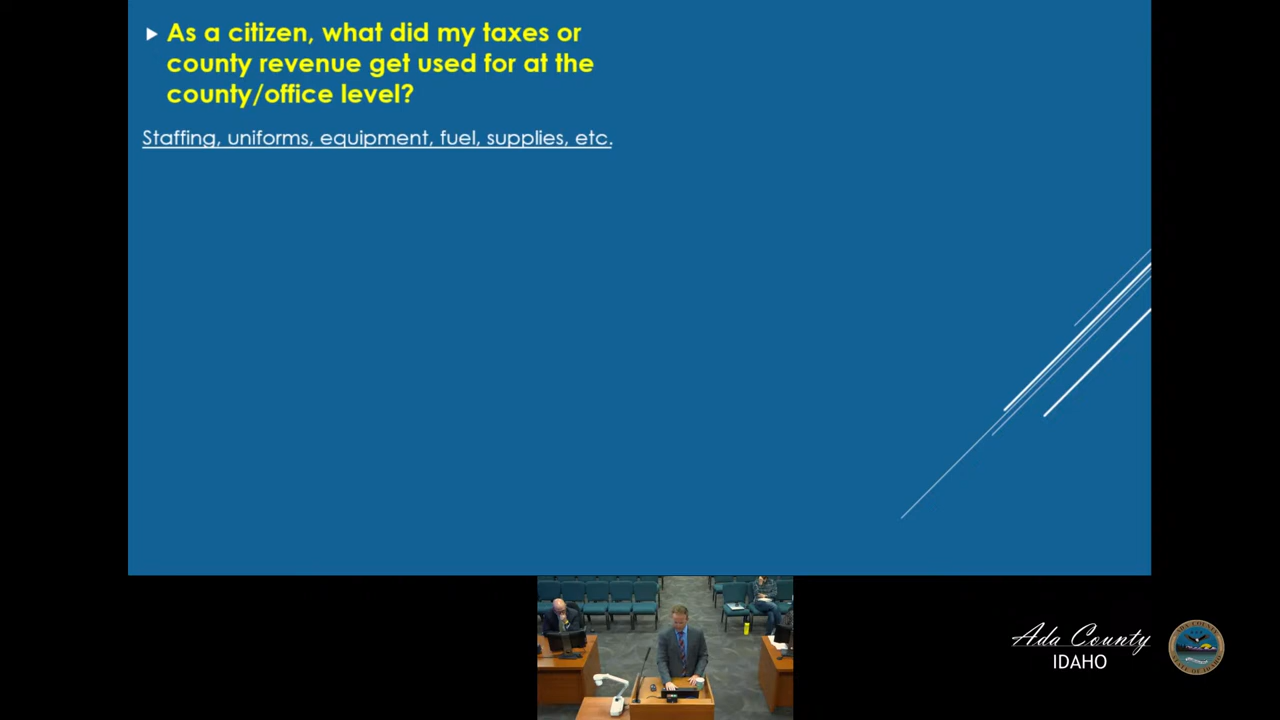 As a citizen, what did my taxes or
county revenue get used for at the
county/office level?
Staffing, uniforms, equipment, fuel, supplies, etc.
Ada County
IDAHO